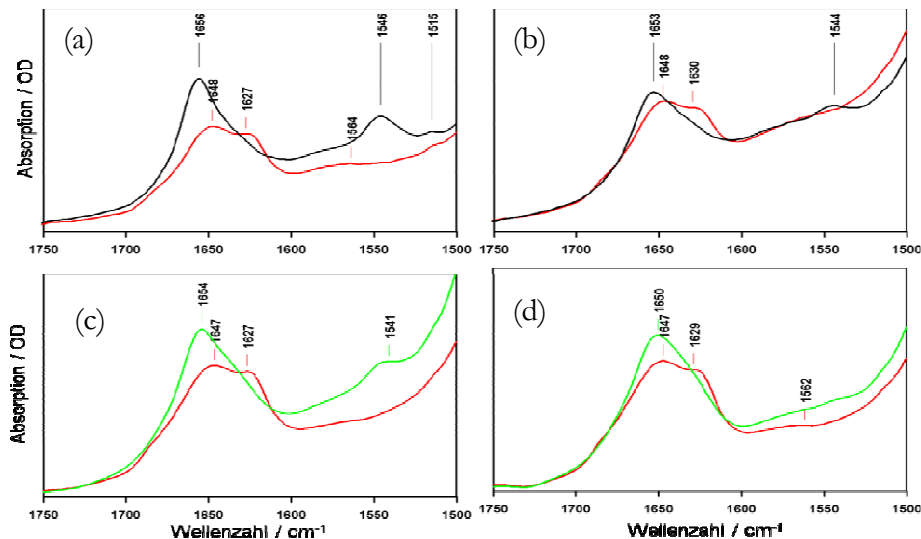 (a)
1656
1648
1627
1564
1546
1515
Absorption / OD
1750 1700 1650 1600 1550 1500
(b)
1653
1648
1630
1544
1750 1700 1650 1600 1550 1500
(c)
1654
1647
1627
1541
Absorption / OD
1750 1700 1650 1600 1550 1500
Wellenzahl / cm⁻¹
(d)
1650
1647
1629
1562
1750 1700 1650 1600 1550 1500
Wellenzahl / cm⁻¹